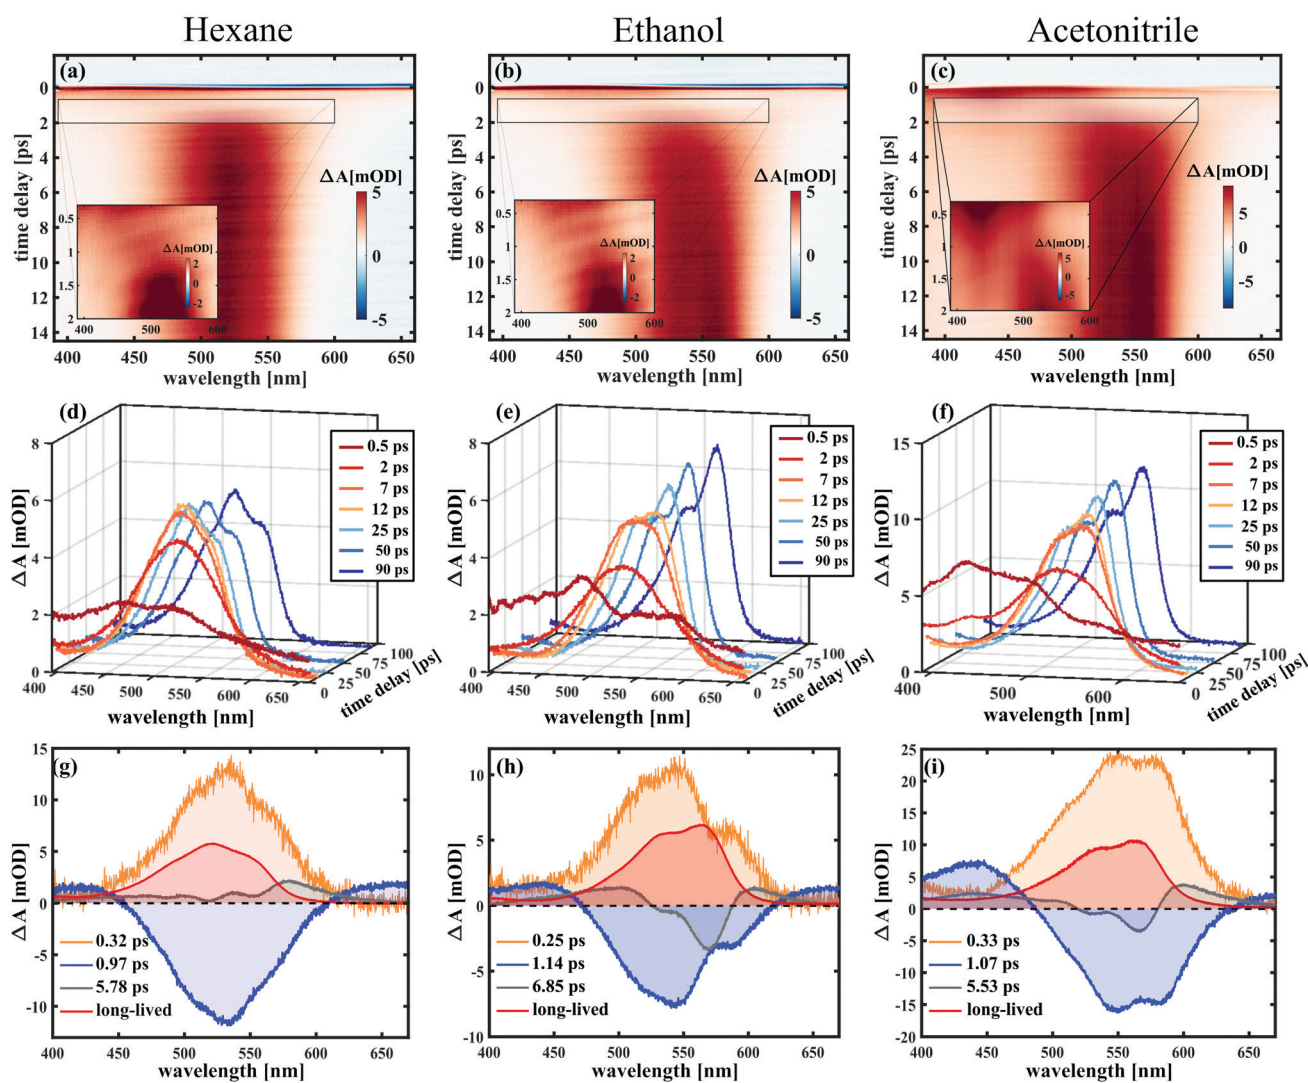 Hexane
Ethanol
Acetonitrile
(a)
0
2
4
6
8
10
12
14
time delay [ps]
400
450
500
550
600
650
wavelength [nm]
ΔA[mOD]
5
0
-5
0.5
1
1.5
2
400
500
600
ΔA[mOD]
2
0
-2
(b)
0
2
4
6
8
10
12
14
400
450
500
550
600
650
wavelength [nm]
ΔA[mOD]
5
0
-5
0.5
1
1.5
2
400
500
600
ΔA[mOD]
2
0
-2
(c)
0
2
4
6
8
10
12
14
time delay [ps]
400
450
500
550
600
650
wavelength [nm]
ΔA[mOD]
5
0
-5
0.5
1
1.5
2
400
500
600
ΔA[mOD]
5
0
-5
(d)
8
6
4
2
0
ΔA [mOD]
400
450
500
550
600
650
wavelength [nm]
0
25
50
75
100
time delay [ps]
0.5 ps
2 ps
7 ps
12 ps
25 ps
50 ps
90 ps
(e)
8
6
4
2
0
ΔA [mOD]
400
450
500
550
600
650
wavelength [nm]
0
25
50
75
100
time delay [ps]
0.5 ps
2 ps
7 ps
12 ps
25 ps
50 ps
90 ps
(f)
15
10
5
0
ΔA [mOD]
400
500
600
wavelength [nm]
0
25
50
75
100
time delay [ps]
0.5 ps
2 ps
7 ps
12 ps
25 ps
50 ps
90 ps
(g)
15
10
5
0
-5
-10
ΔA [mOD]
0.32 ps
0.97 ps
5.78 ps
long-lived
400
450
500
550
600
650
wavelength [nm]
(h)
10
5
0
-5
-10
ΔA [mOD]
0.25 ps
1.14 ps
6.85 ps
long-lived
400
450
500
550
600
650
wavelength [nm]
(i)
25
20
15
10
5
0
-5
-10
-15
-20
ΔA [mOD]
0.33 ps
1.07 ps
5.53 ps
long-lived
400
450
500
550
600
650
wavelength [nm]